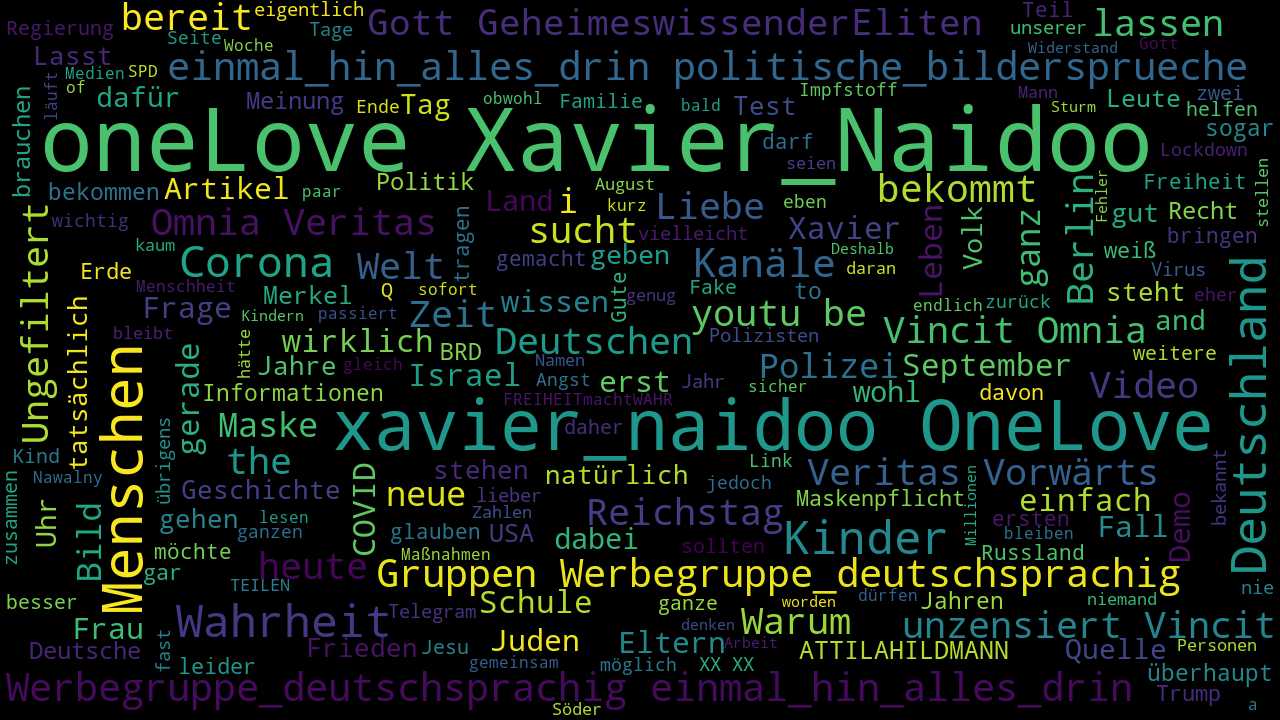 Regierung bereit eigentlich Gott GeheimeswissenderEliten Teil lassen
Seite Tage unserer
Lasst Woche Widerstand Gott
Medien SPD einmal_hin_alles_drin politische_bildersprueche
läuft of dafür Meinung Ende Tag obwohl Familie bald Test Impfstoff Mann Sturm Leute zwei helfen
brauchen oneLove Xavier_Naidoo darf sogar
seien Lockdown
bekommen Artikel paar Politik August bekommt Freiheit
wichtig Omnia Veritas Land i kurz Liebe eben Fehler gut Recht stellen
tragen sucht vielleicht Xavier Leben Volk ganz Berlin bringen
kaum Corona Welt gemacht geben Kanäle Deshalb weiß
Erde Menschheit Q sofort Gute genug Fake to daran Virus
Ungefiltert tatsächlich Frage Merkel Zeit wissen endlich zurück steht eher
Kindern passiert youtu be
bleibt hätte wirklich BRD Deutschen Polizisten Vincit Omnia and
gerade Jahre gleich Namen Polizei September weitere
Israel Angst erst Jahr sicher wohl davon Video Deutschland
Menschen Informationen FREIHEITmachtWAHR
Maske xavier_naidoo OneLove
übrigens daher
Kind the stehen natürlich Link Veritas Vorwärts
Nawalny jedoch bekannt
zusammen Geschichte COVID neue lieber Maskenpflicht Millionen einfach
Uhr Bild gehen lesen Zahlen Reichstag ersten Demo
ganzen glauben USA dabei sollten Kinder bleiben Fall
möchte Maßnahmen Russland
gar heute Gruppen Werbegruppe_deutschsprachig
TEILEN nie
besser Telegram Schule ganze worden dürfen Jahren niemand
Frau Wahrheit denken Warum unzensiert Vincit
Deutsche fast Frieden Jesu Juden Eltern Arbeit ATTILAHILDMANN Quelle Personen
leider gemeinsam möglich XX XX überhaupt
Werbegruppe_deutschsprachig einmal_hin_alles_drin Trump
Söder a